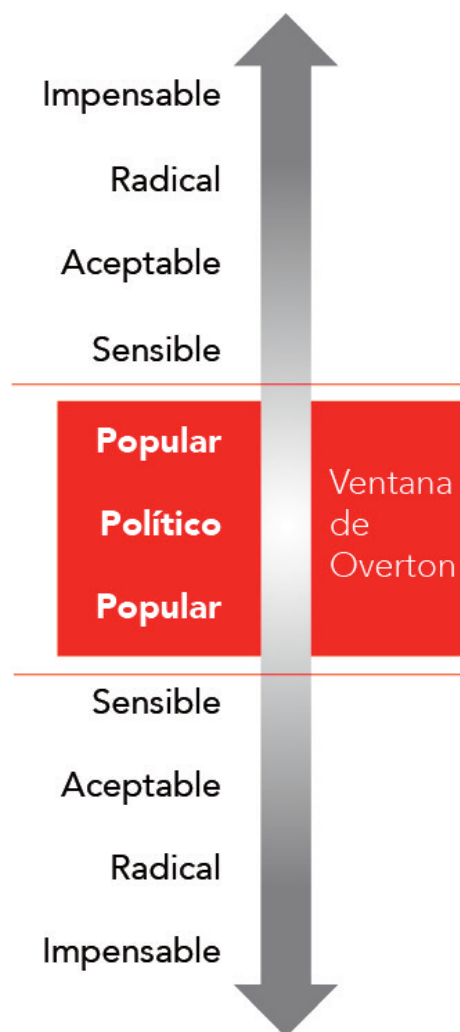 Impensable
Radical
Aceptable
Sensible
Popular
Político
Popular
Ventana
de
Overton
Sensible
Aceptable
Radical
Impensable